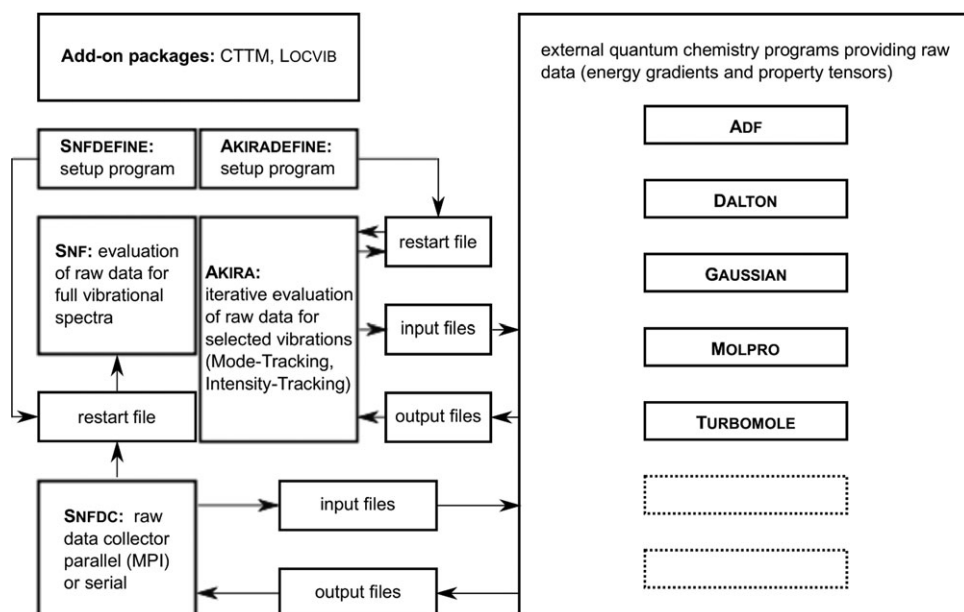 Add-on packages: CTTM, LOCVIB
SNFDEFINE:
setup program
AKIRADEFINE:
setup program
restart file
SNF: evaluation
of raw data for
full vibrational
spectra
AKIRA:
iterative evaluation
of raw data for
selected vibrations
(Mode-Tracking,
Intensity-Tracking)
input files
output files
restart file
SNFDC: raw
data collector
parallel (MPI)
or serial
input files
output files
external quantum chemistry programs providing raw
data (energy gradients and property tensors)
ADF
DALTON
GAUSSIAN
MOLPRO
TURBOMOLE